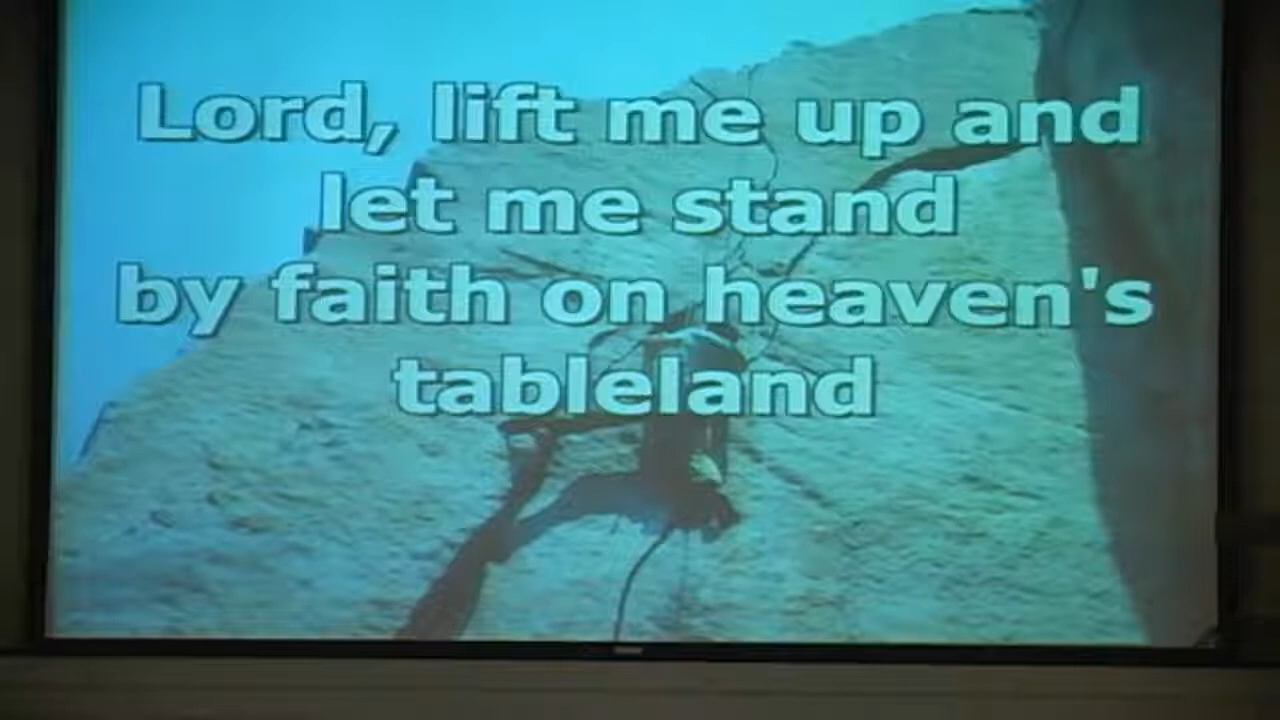 Lord, lift me up and
let me stand
by faith on heaven's
tableland